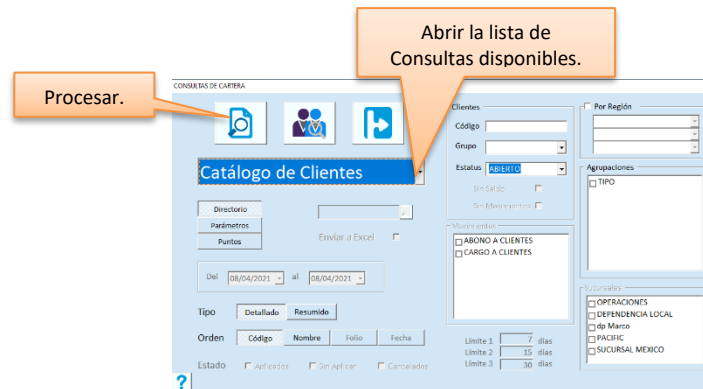 Abrir la lista de
Consultas disponibles.
Procesar.
CONSULTAS DE CARTERA
Clientes
Código
Grupo
Estatus ABIERTO
Sin Saldo
Sin Movimientos
Por Región
Catálogo de Clientes
Agrupaciones
TIPO
Directorio
Parámetros
Puntos
Enviar a Excel
Movimientos
ABONO A CLIENTES
CARGO A CLIENTES
Del 08/04/2021 al 08/04/2021
Sucursales
OPERACIONES
DEPENDENCIA LOCAL
dp Marco
PACIFIC
SUCURSAL MEXICO
Tipo Detallado Resumido
Orden Código Nombre Folio Fecha
Límite 1 7 días
Límite 2 15 días
Límite 3 30 días
Estado Aplicados Sin Aplicar Cancelados
?